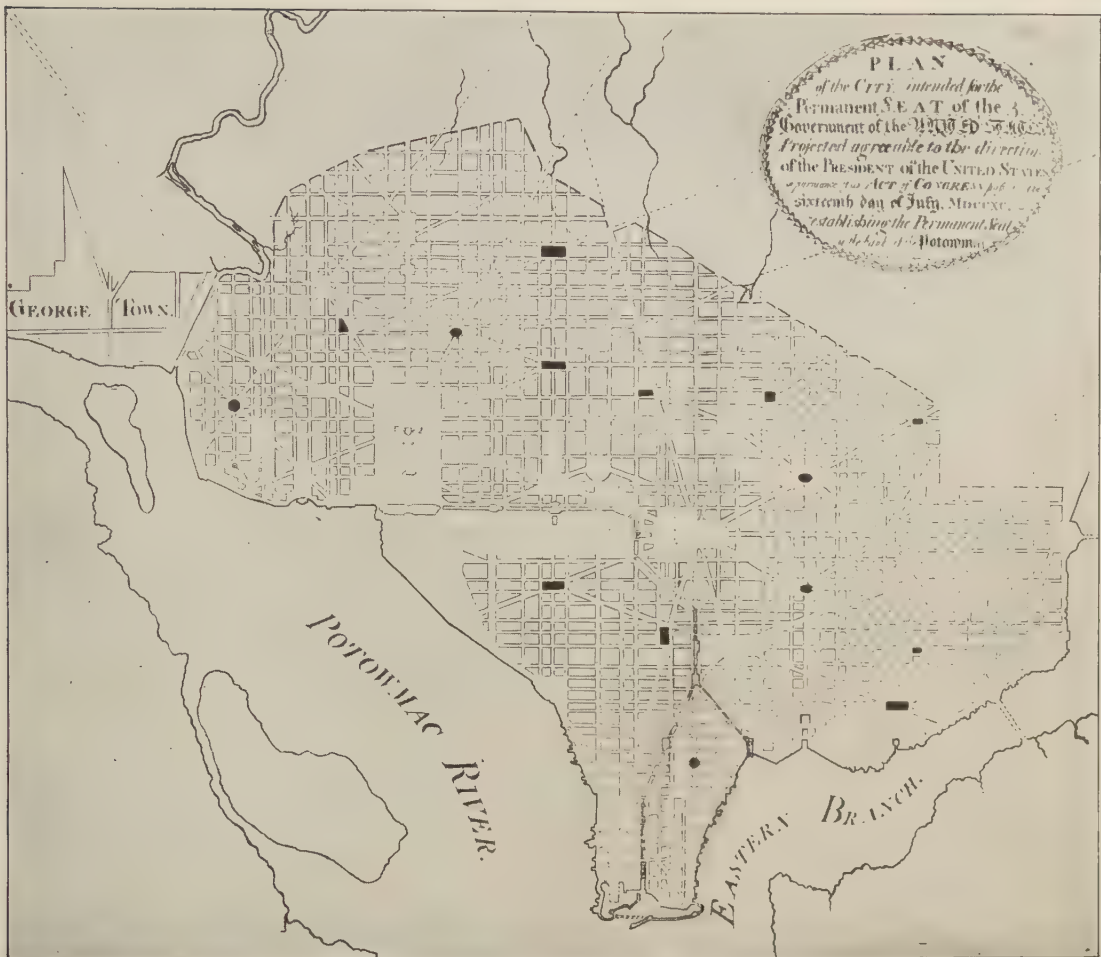 PLAN
of the CITY, intended for the
Permanent SEAT of the
Government of the UNITED STATES
Projected agreeable to the direction
of the PRESIDENT of the UNITED STATES
ACT of CONGRESS
sixteenth day of July, MDCCXC,
establishing the Permanent Seat
Potowmac
GEORGE TOWN.
POTOWMAC RIVER.
EASTERN BRANCH.